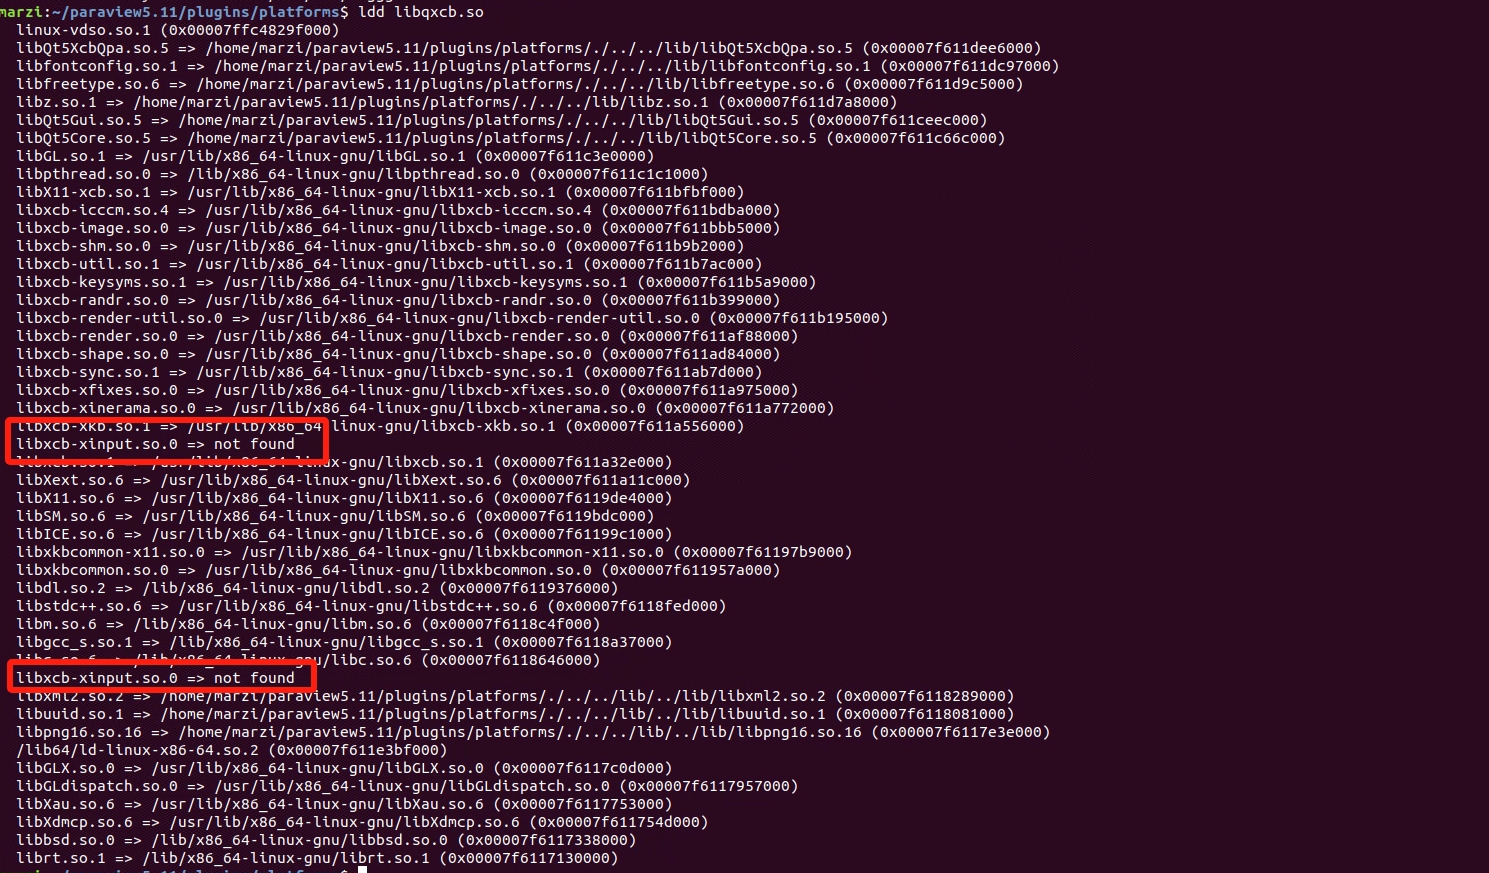 marzi:~/paraview5.11/plugins/platforms$ ldd libqxcb.so
linux-vdso.so.1 (0x00007ffc4829f000)
libQt5XcbQpa.so.5 => /home/marzi/paraview5.11/plugins/platforms/./../../lib/libQt5XcbQpa.so.5 (0x00007f611dee6000)
libfontconfig.so.1 => /home/marzi/paraview5.11/plugins/platforms/./../../lib/libfontconfig.so.1 (0x00007f611dc97000)
libfreetype.so.6 => /home/marzi/paraview5.11/plugins/platforms/./../../lib/libfreetype.so.6 (0x00007f611d9c5000)
libz.so.1 => /home/marzi/paraview5.11/plugins/platforms/./../../lib/libz.so.1 (0x00007f611d7a8000)
libQt5Gui.so.5 => /home/marzi/paraview5.11/plugins/platforms/./../../lib/libQt5Gui.so.5 (0x00007f611ceec000)
libQt5Core.so.5 => /home/marzi/paraview5.11/plugins/platforms/./../../lib/libQt5Core.so.5 (0x00007f611c66c000)
libGL.so.1 => /usr/lib/x86_64-linux-gnu/libGL.so.1 (0x00007f611c3e0000)
libpthread.so.0 => /lib/x86_64-linux-gnu/libpthread.so.0 (0x00007f611c1c1000)
libX11-xcb.so.1 => /usr/lib/x86_64-linux-gnu/libX11-xcb.so.1 (0x00007f611bfbf000)
libxcb-icccm.so.4 => /usr/lib/x86_64-linux-gnu/libxcb-icccm.so.4 (0x00007f611bdba000)
libxcb-image.so.0 => /usr/lib/x86_64-linux-gnu/libxcb-image.so.0 (0x00007f611bbb5000)
libxcb-shm.so.0 => /usr/lib/x86_64-linux-gnu/libxcb-shm.so.0 (0x00007f611b9b2000)
libxcb-util.so.1 => /usr/lib/x86_64-linux-gnu/libxcb-util.so.1 (0x00007f611b7ac000)
libxcb-keysyms.so.1 => /usr/lib/x86_64-linux-gnu/libxcb-keysyms.so.1 (0x00007f611b5a9000)
libxcb-randr.so.0 => /usr/lib/x86_64-linux-gnu/libxcb-randr.so.0 (0x00007f611b399000)
libxcb-render-util.so.0 => /usr/lib/x86_64-linux-gnu/libxcb-render-util.so.0 (0x00007f611b195000)
libxcb-render.so.0 => /usr/lib/x86_64-linux-gnu/libxcb-render.so.0 (0x00007f611af88000)
libxcb-shape.so.0 => /usr/lib/x86_64-linux-gnu/libxcb-shape.so.0 (0x00007f611ad84000)
libxcb-sync.so.1 => /usr/lib/x86_64-linux-gnu/libxcb-sync.so.1 (0x00007f611ab7d000)
libxcb-xfixes.so.0 => /usr/lib/x86_64-linux-gnu/libxcb-xfixes.so.0 (0x00007f611a975000)
libxcb-xinerama.so.0 => /usr/lib/x86_64-linux-gnu/libxcb-xinerama.so.0 (0x00007f611a772000)
libxcb-xkb.so.1 => /usr/lib/x86_64-linux-gnu/libxcb-xkb.so.1 (0x00007f611a556000)
libxcb-xinput.so.0 => not found
libxcb.so.1 => /usr/lib/x86_64-linux-gnu/libxcb.so.1 (0x00007f611a32e000)
libXext.so.6 => /usr/lib/x86_64-linux-gnu/libXext.so.6 (0x00007f611a11c000)
libX11.so.6 => /usr/lib/x86_64-linux-gnu/libX11.so.6 (0x00007f6119de4000)
libSM.so.6 => /usr/lib/x86_64-linux-gnu/libSM.so.6 (0x00007f6119bdc000)
libICE.so.6 => /usr/lib/x86_64-linux-gnu/libICE.so.6 (0x00007f61199c1000)
libxkbcommon-x11.so.0 => /usr/lib/x86_64-linux-gnu/libxkbcommon-x11.so.0 (0x00007f61197b9000)
libxkbcommon.so.0 => /usr/lib/x86_64-linux-gnu/libxkbcommon.so.0 (0x00007f611957a000)
libdl.so.2 => /lib/x86_64-linux-gnu/libdl.so.2 (0x00007f6119376000)
libstdc++.so.6 => /usr/lib/x86_64-linux-gnu/libstdc++.so.6 (0x00007f6118fed000)
libm.so.6 => /lib/x86_64-linux-gnu/libm.so.6 (0x00007f6118c4f000)
libgcc_s.so.1 => /lib/x86_64-linux-gnu/libgcc_s.so.1 (0x00007f6118a37000)
libc.so.6 => /lib/x86_64-linux-gnu/libc.so.6 (0x00007f6118646000)
libxcb-xinput.so.0 => not found
libxml2.so.2 => /home/marzi/paraview5.11/plugins/platforms/./../../lib/../lib/libxml2.so.2 (0x00007f6118289000)
libuuid.so.1 => /home/marzi/paraview5.11/plugins/platforms/./../../lib/../lib/libuuid.so.1 (0x00007f6118081000)
libpng16.so.16 => /home/marzi/paraview5.11/plugins/platforms/./../../lib/../lib/libpng16.so.16 (0x00007f6117e3e000)
/lib64/ld-linux-x86-64.so.2 (0x00007f611e3bf000)
libGLX.so.0 => /usr/lib/x86_64-linux-gnu/libGLX.so.0 (0x00007f6117c0d000)
libGLdispatch.so.0 => /usr/lib/x86_64-linux-gnu/libGLdispatch.so.0 (0x00007f6117957000)
libXau.so.6 => /usr/lib/x86_64-linux-gnu/libXau.so.6 (0x00007f6117753000)
libXdmcp.so.6 => /usr/lib/x86_64-linux-gnu/libXdmcp.so.6 (0x00007f611754d000)
libbsd.so.0 => /lib/x86_64-linux-gnu/libbsd.so.0 (0x00007f6117338000)
librt.so.1 => /lib/x86_64-linux-gnu/librt.so.1 (0x00007f6117130000)